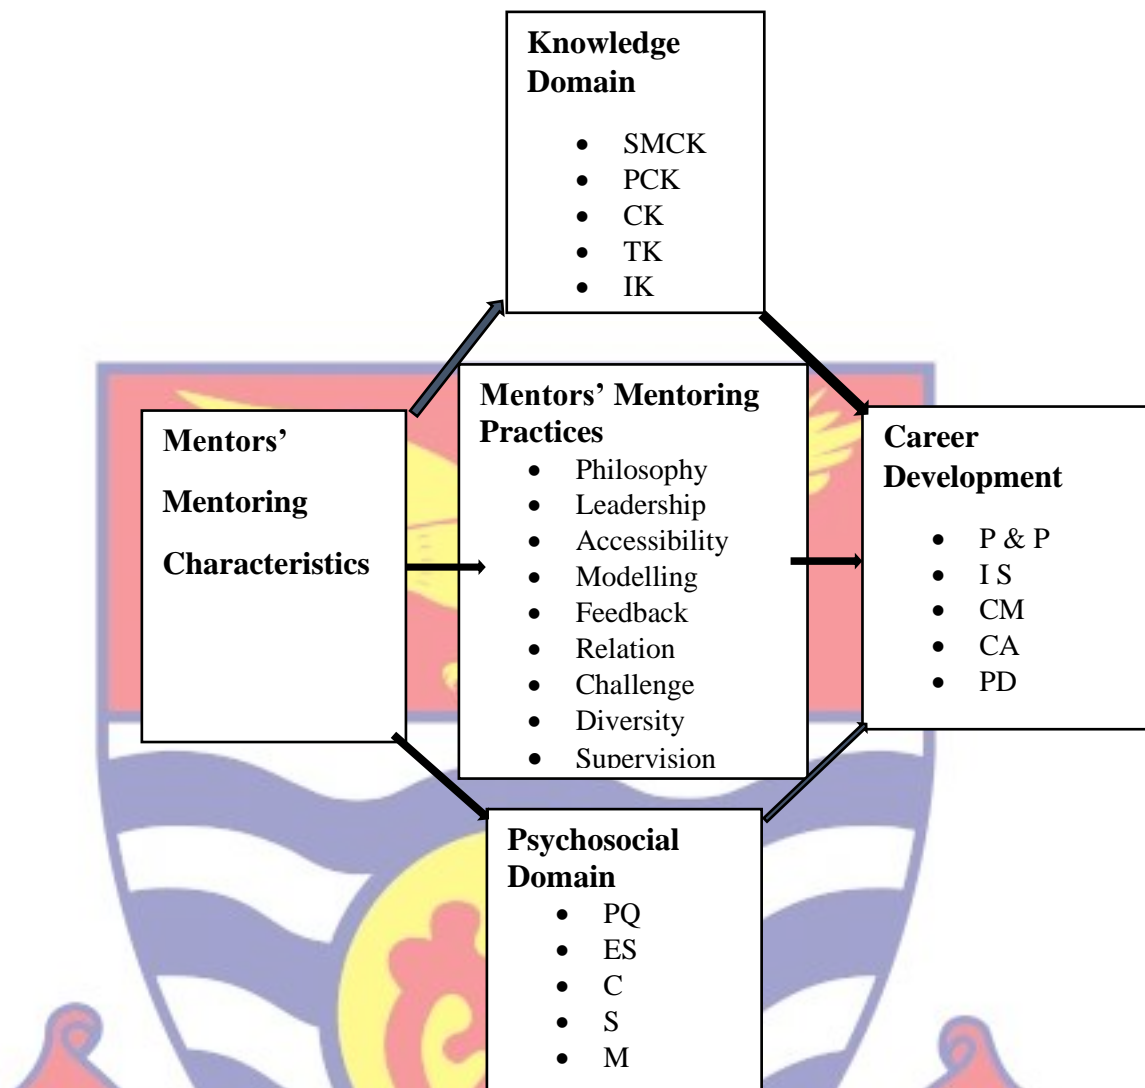 Knowledge
Domain
• SMCK
• PCK
• CK
• TK
• IK
Mentors’
Mentoring
Characteristics
Mentors’ Mentoring
Practices
• Philosophy
• Leadership
• Accessibility
• Modelling
• Feedback
• Relation
• Challenge
• Diversity
• Supervision
Career
Development
• P & P
• I S
• CM
• CA
• PD
Psychosocial
Domain
• PQ
• ES
• C
• S
• M